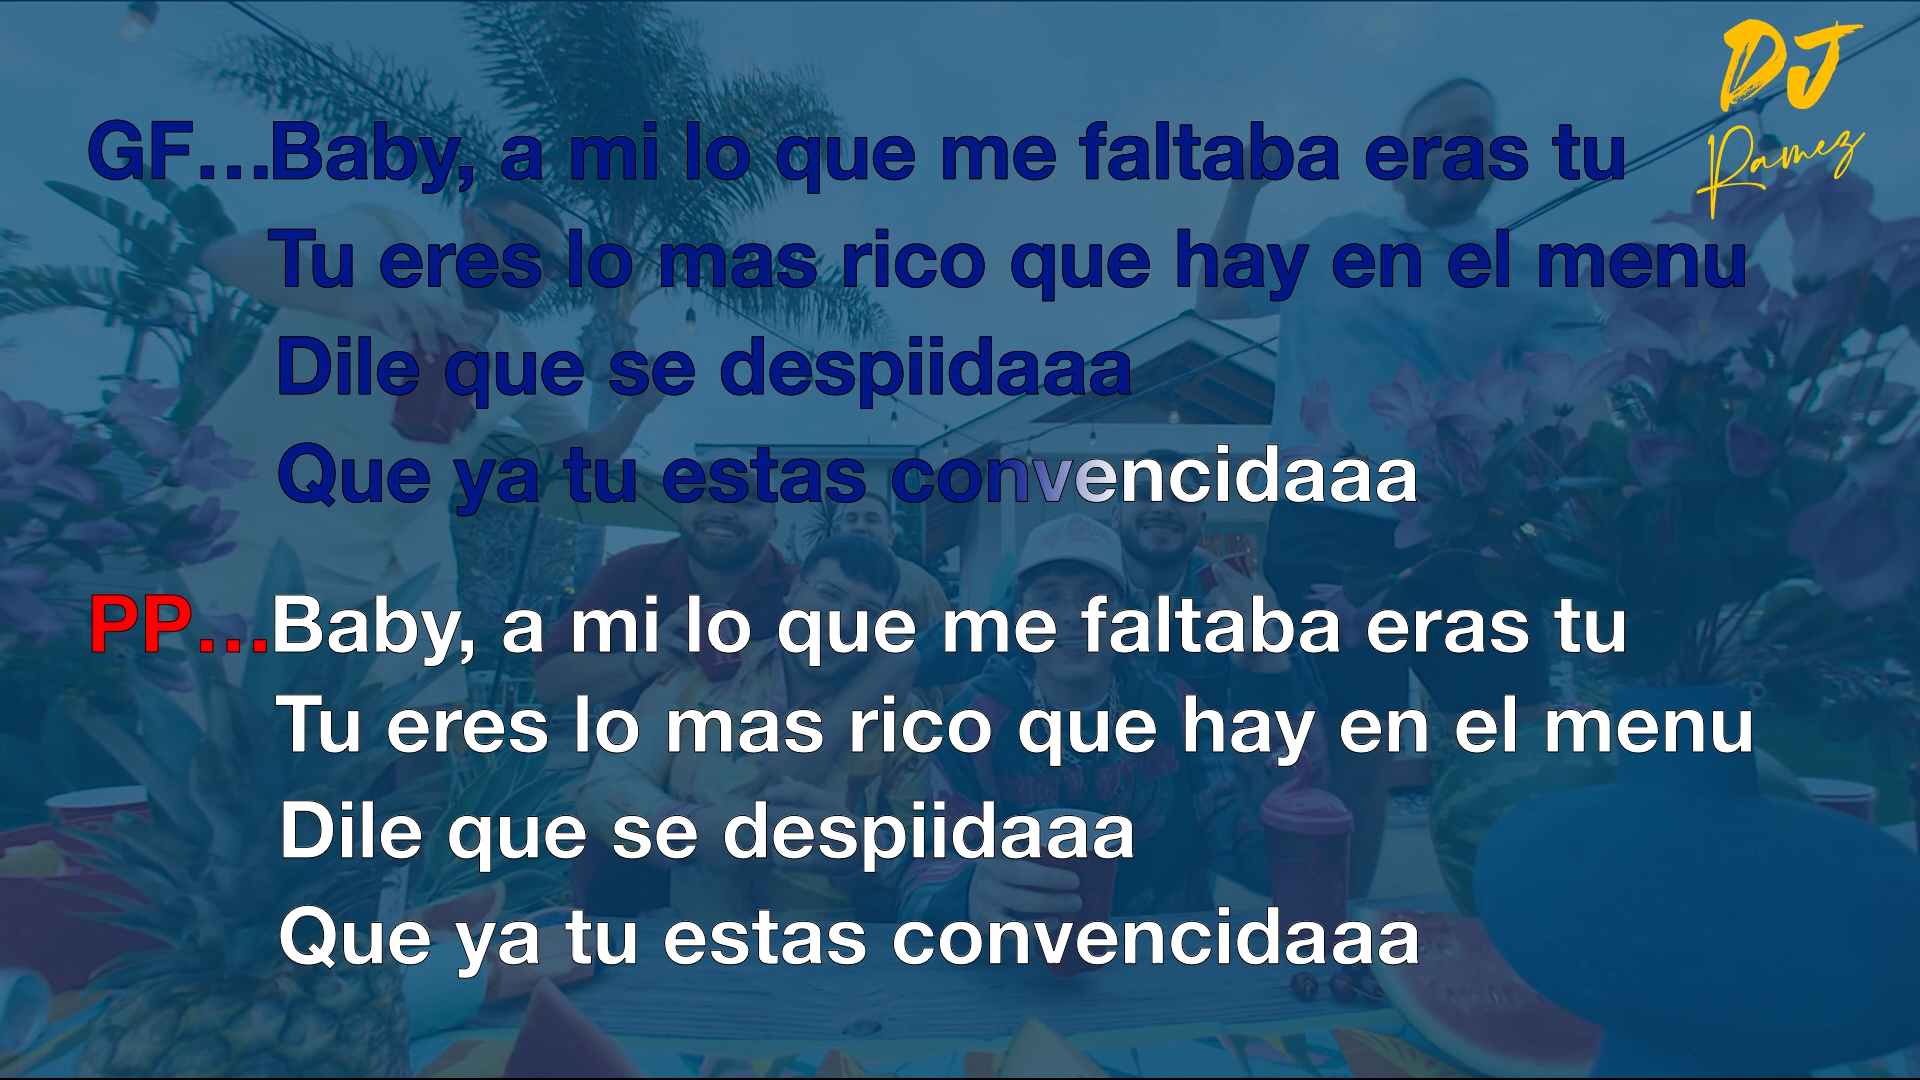 DJ
Ramez
GF...Baby, a mi lo que me faltaba eras tu
Tu eres lo mas rico que hay en el menu
Dile que se despiidaaa
Que ya tu estas convencidaaa
PP...Baby, a mi lo que me faltaba eras tu
Tu eres lo mas rico que hay en el menu
Dile que se despiidaaa
Que ya tu estas convencidaaa